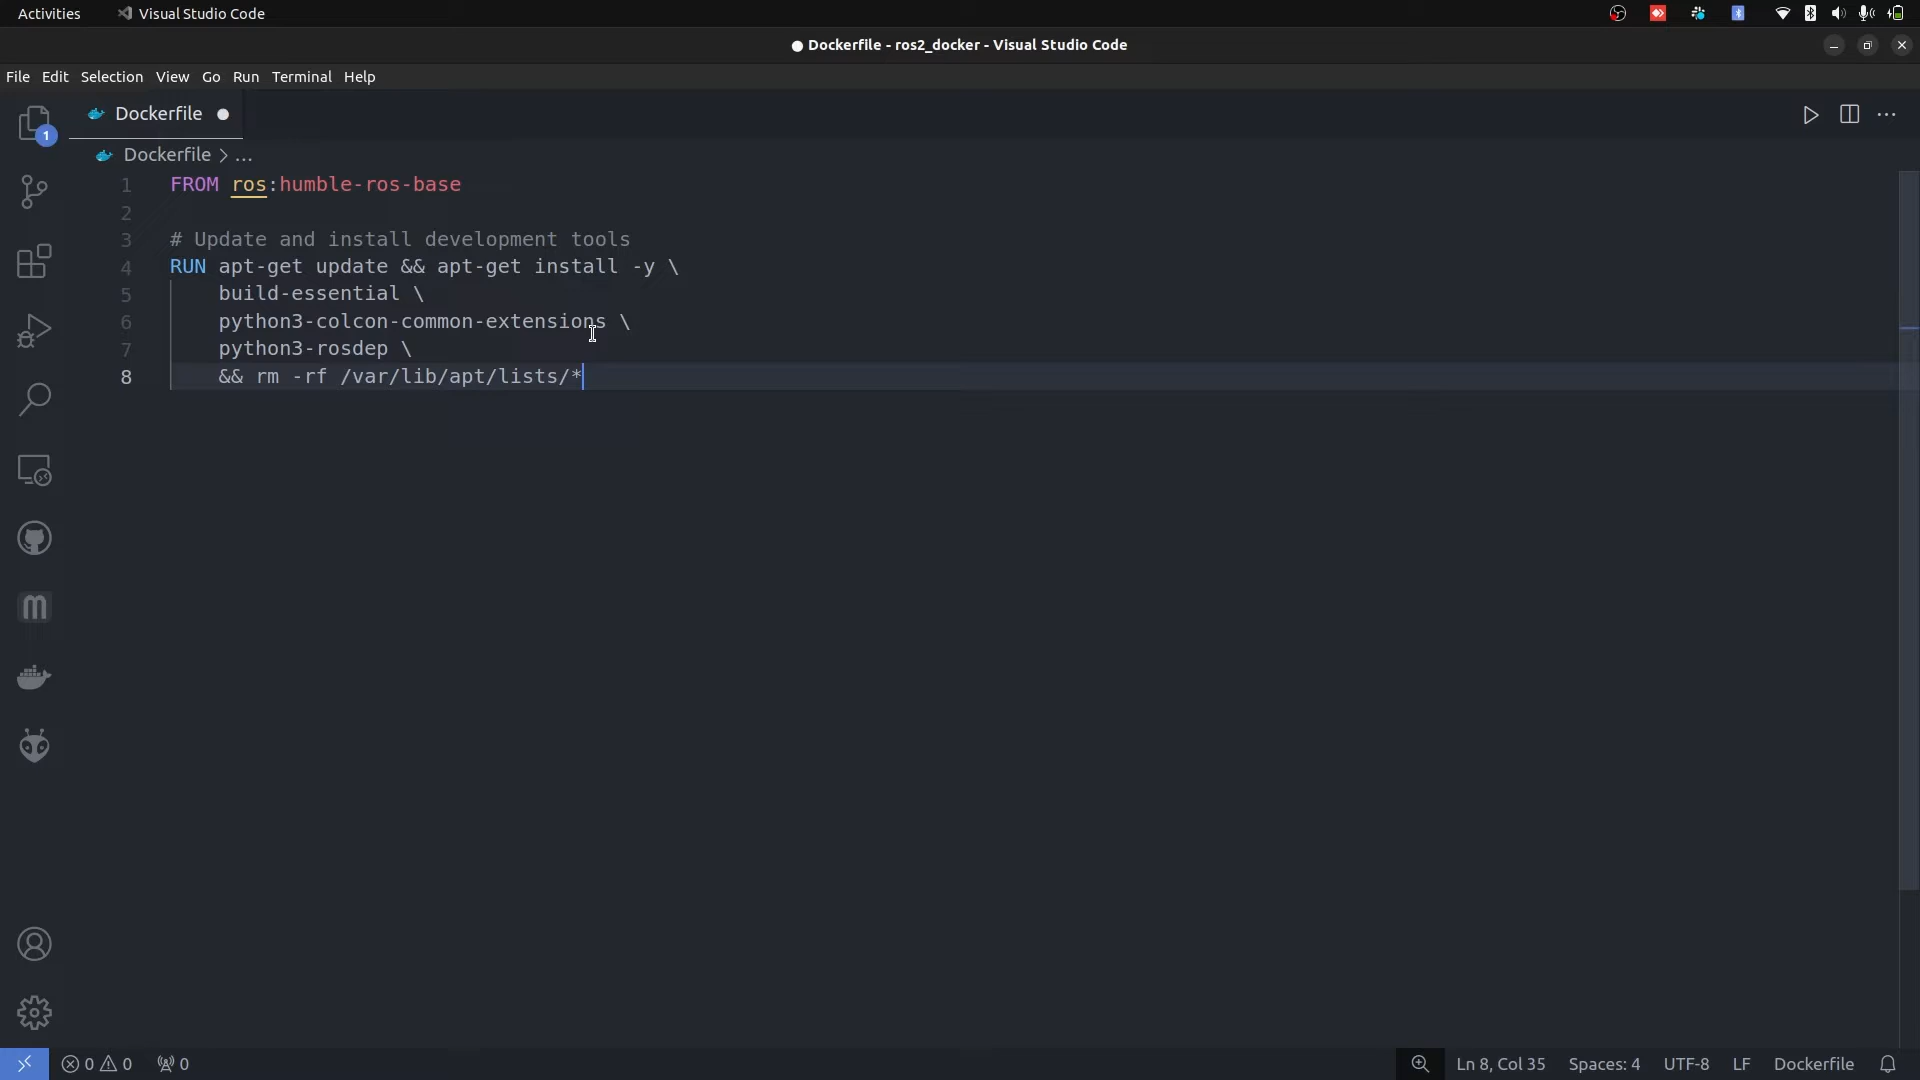 Activities
Visual Studio Code
Dockerfile - ros2_docker - Visual Studio Code
File Edit Selection View Go Run Terminal Help
1
Dockerfile
Dockerfile > ...
1 FROM ros:humble-ros-base
2
3 # Update and install development tools
4 RUN apt-get update && apt-get install -y \
5 build-essential \
6 python3-colcon-common-extensions \
7 python3-rosdep \
8 && rm -rf /var/lib/apt/lists/*
0 0 0 Ln 8, Col 35 Spaces: 4 UTF-8 LF Dockerfile